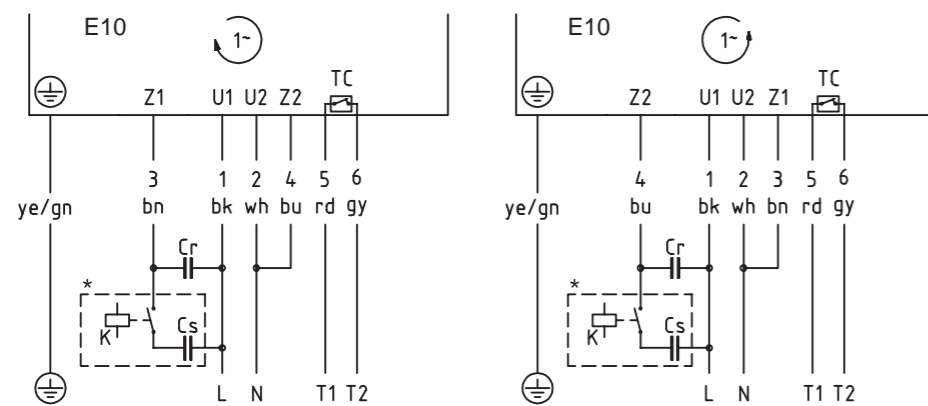 E10 1~ E10 1~
TC TC
Z1 U1 U2 Z2 Z2 U1 U2 Z1
3 1 2 4 5 6 4 1 2 3 5 6
ye/gn bn bk wh bu rd gy ye/gn bu bk wh bn rd gy
Cr Cr
* *
K Cs K Cs
L N T1 T2 L N T1 T2